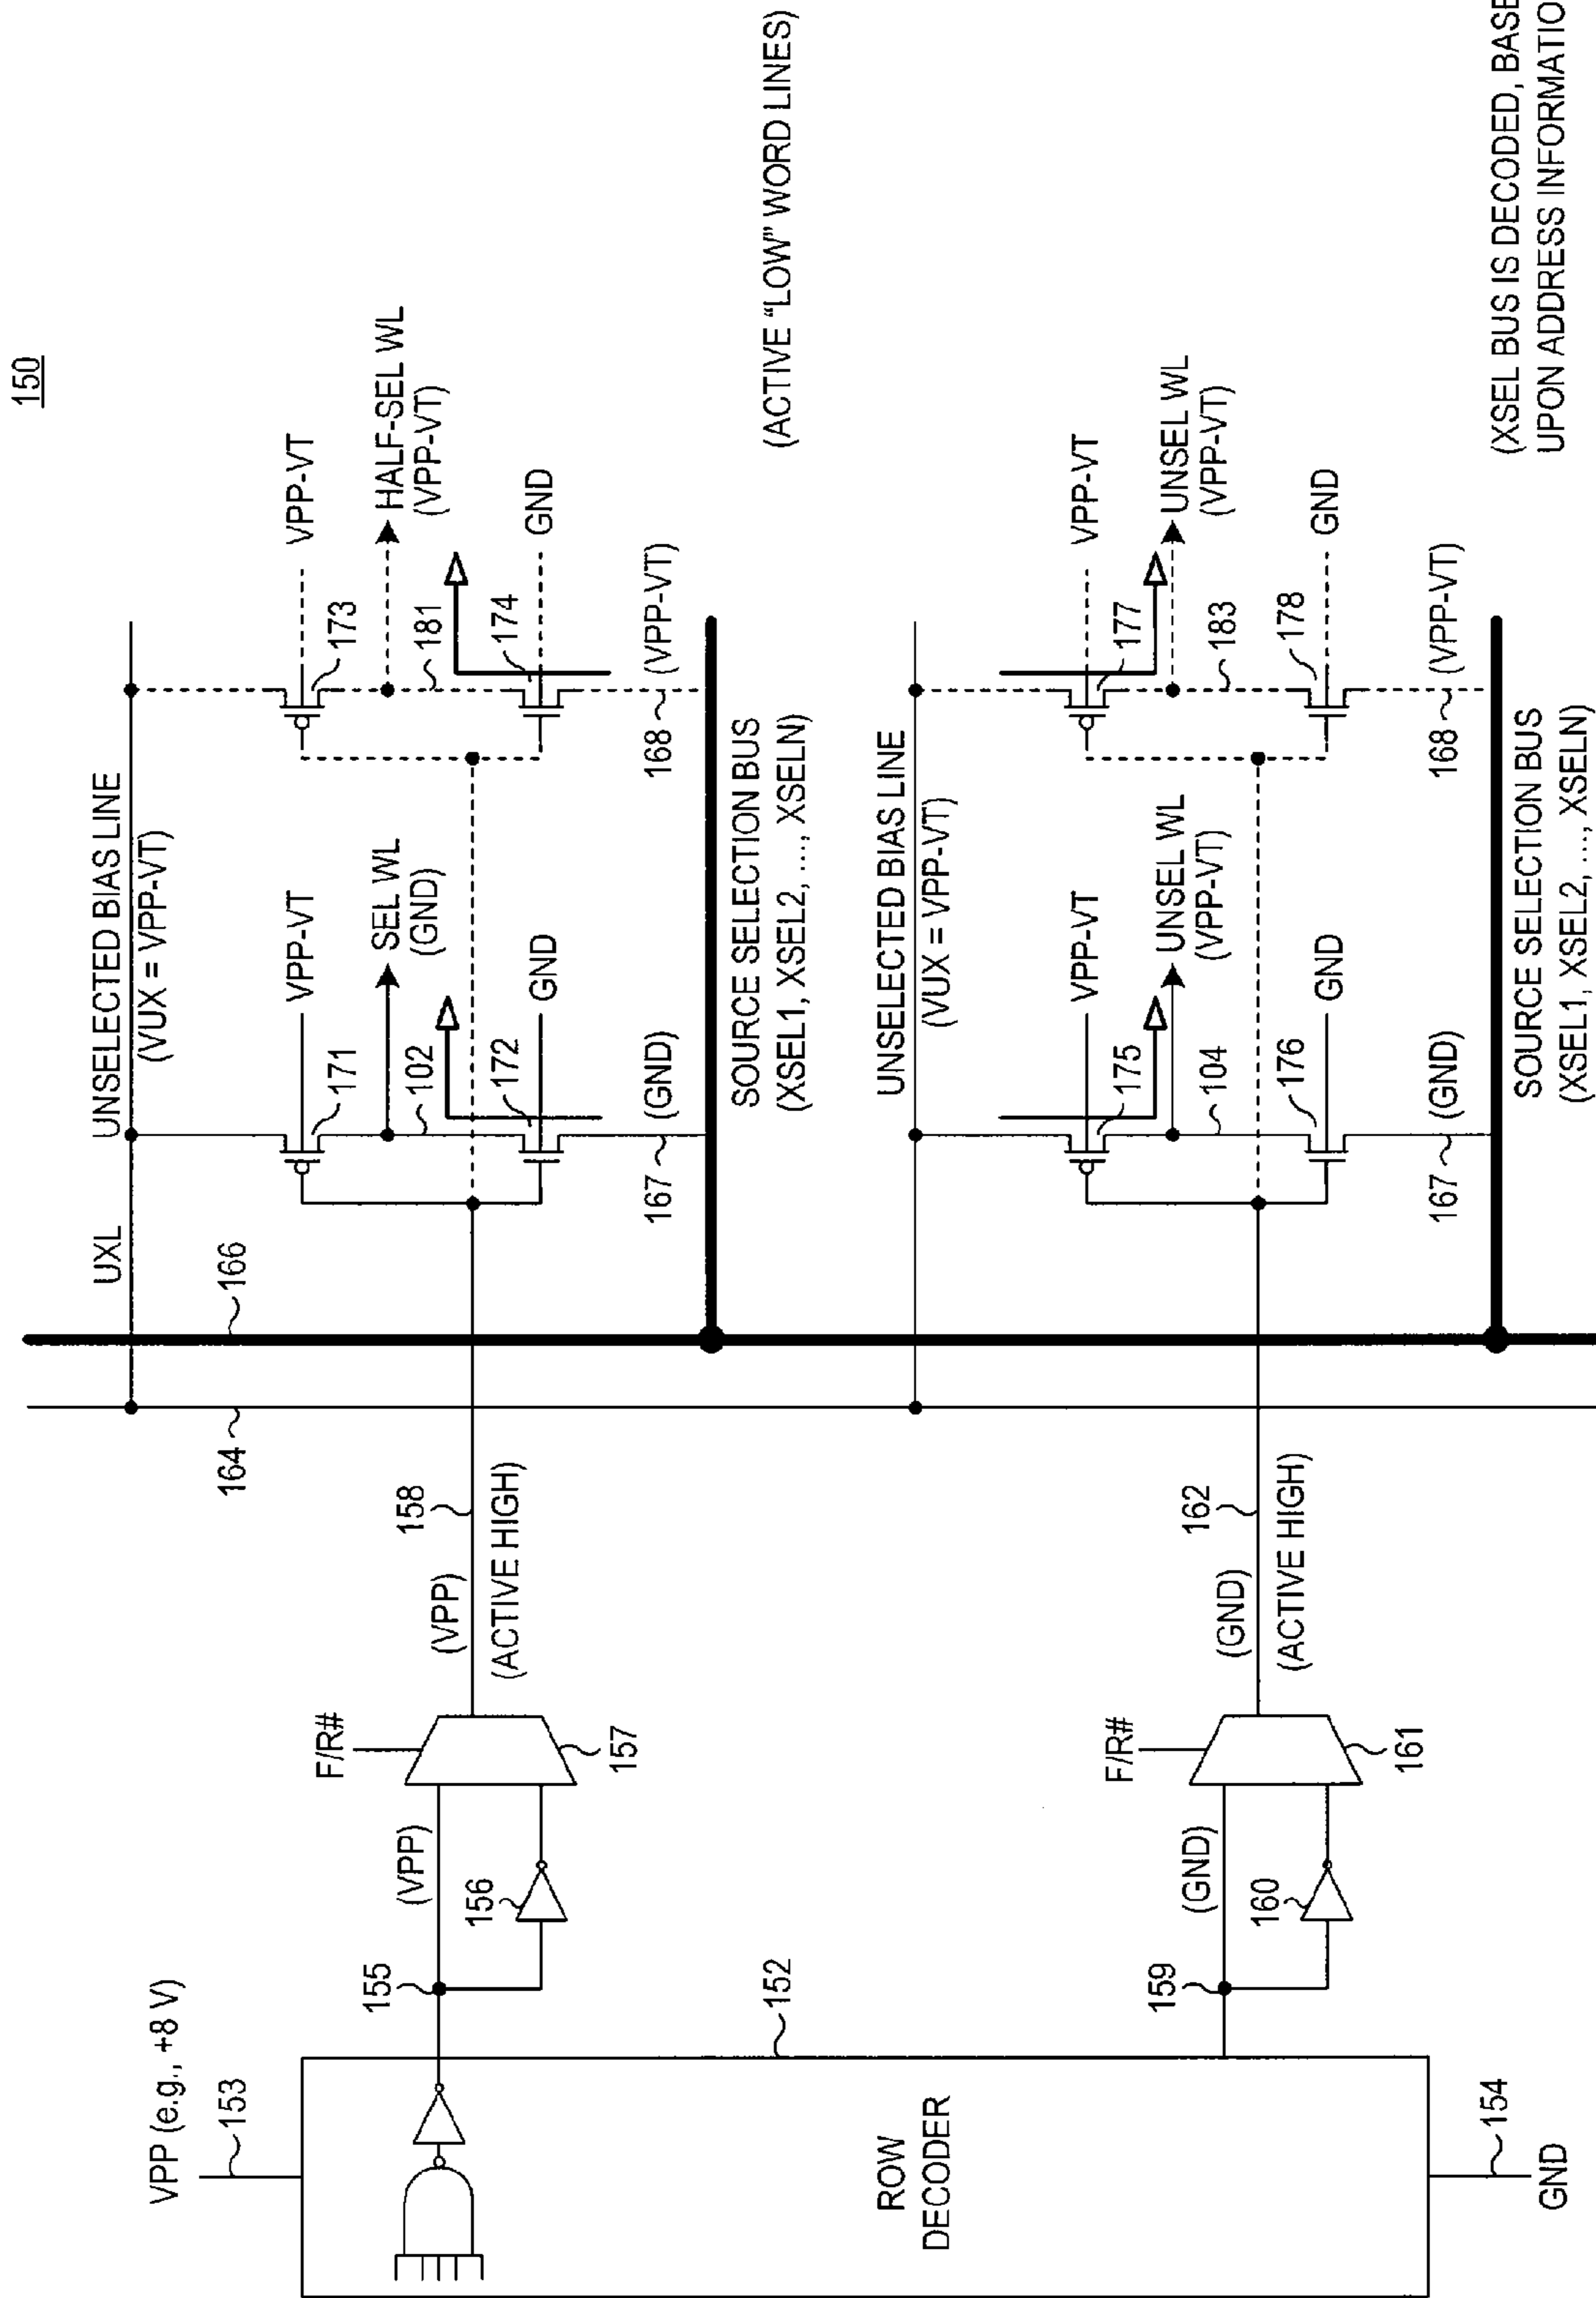 150
VPP (e.g., +8 V)
153
ROW
DECODER
152
154
GND
155
(VPP)
156
F/R#
157
(VPP)
158
(ACTIVE HIGH)
159
(GND)
160
F/R#
161
(GND)
162
(ACTIVE HIGH)
164
166
UXL
UNSELECTED BIAS LINE
(VUX = VPP-VT)
VPP-VT
171
SEL WL
(GND)
102
172
GND
167
(GND)
VPP-VT
173
HALF-SEL WL
(VPP-VT)
181
174
GND
168
(VPP-VT)
SOURCE SELECTION BUS
(XSEL1, XSEL2, ..., XSELN)
(ACTIVE “LOW” WORD LINES)
UNSELECTED BIAS LINE
(VUX = VPP-VT)
VPP-VT
175
UNSEL WL
(VPP-VT)
104
176
GND
167
(GND)
VPP-VT
177
UNSEL WL
(VPP-VT)
183
178
GND
168
(VPP-VT)
SOURCE SELECTION BUS
(XSEL1, XSEL2, ..., XSELN)
(XSEL BUS IS DECODED,
UPON ADDRESS